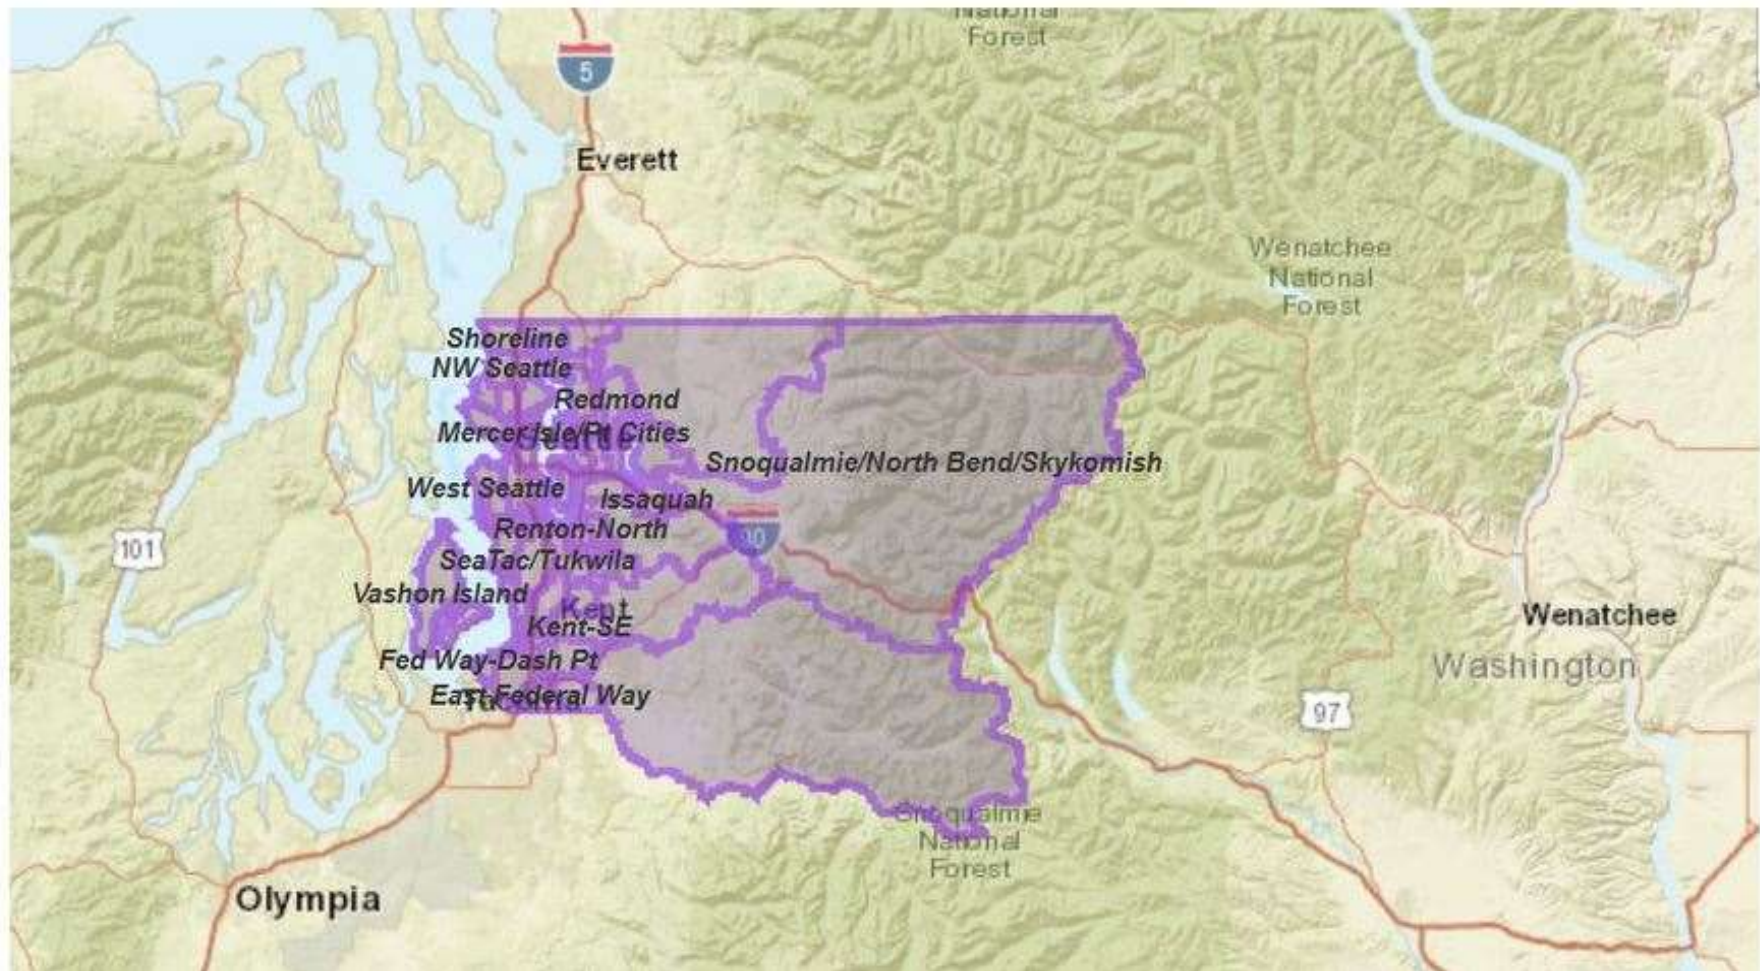 National
Forest
5
Everett
Wenatchee
National
Forest
Shoreline
NW Seattle
Redmond
Mercer Isle/Pt Cities
Snoqualmie/North Bend/Skykomish
West Seattle
Issaquah
Renton-North
90
101
SeaTac/Tukwila
Vashon Island
Kent
Kent-SE
Wenatchee
Fed Way-Dash Pt
Washington
East Federal Way
97
Snoqualmie
National
Forest
Olympia